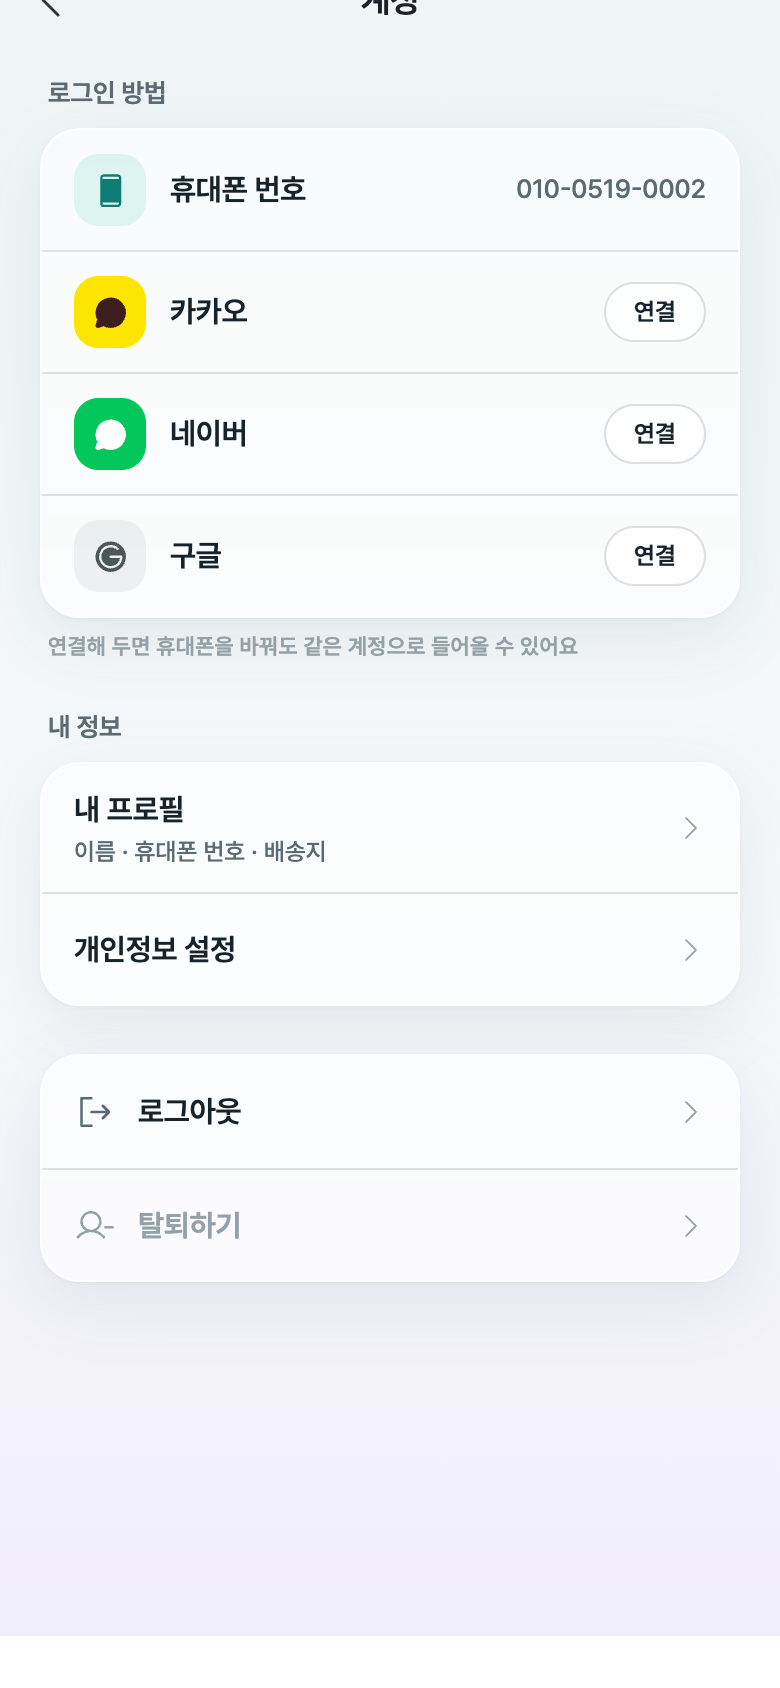 계정
로그인 방법
휴대폰 번호
010-0519-0002
카카오
연결
네이버
연결
구글
연결
연결해 두면 휴대폰을 바꿔도 같은 계정으로 들어올 수 있어요
내 정보
내 프로필
이름 · 휴대폰 번호 · 배송지
개인정보 설정
로그아웃
탈퇴하기